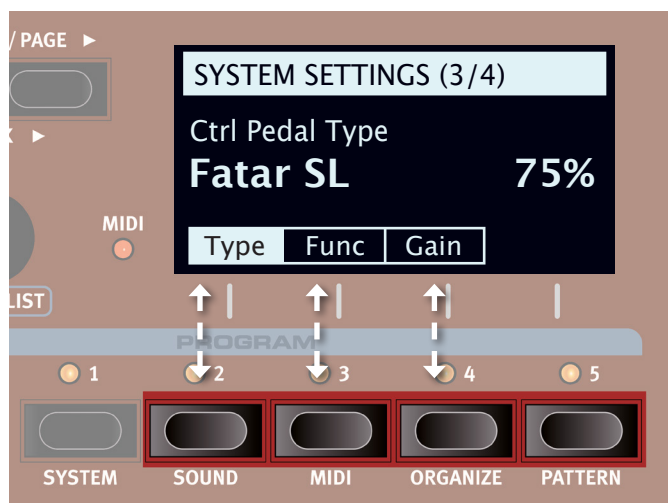 / PAGE ►
SYSTEM SETTINGS (3/4)
Ctrl Pedal Type
Fatar SL 75%
Type Func Gain
MIDI
LIST
PROGRAM
1 2 3 4 5
SYSTEM SOUND MIDI ORGANIZE PATTERN